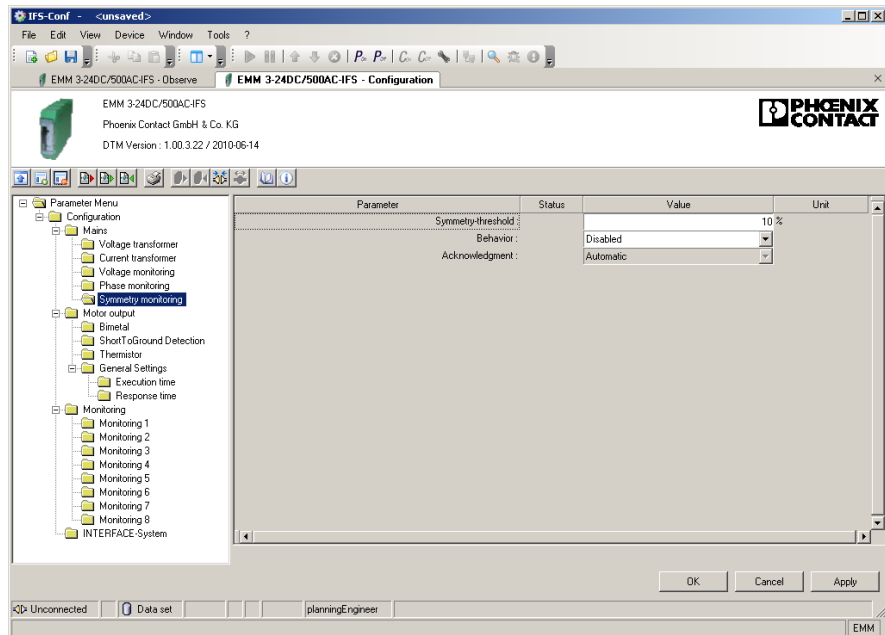 IFS-Conf - <unsaved>
File Edit View Device Window Tools ?
EMM 3-24DC/500AC-IFS - Observe EMM 3-24DC/500AC-IFS - Configuration
EMM 3-24DC/500AC-IFS
Phoenix Contact GmbH & Co. KG
DTM Version : 1.00.3.22 / 2010-06-14
PHŒNIX
CONTACT
Parameter Menu
Configuration
Mains
Voltage transformer
Current transformer
Voltage monitoring
Phase monitoring
Symmetry monitoring
Motor output
Bimetal
ShortToGround Detection
Thermistor
General Settings
Execution time
Response time
Monitoring
Monitoring 1
Monitoring 2
Monitoring 3
Monitoring 4
Monitoring 5
Monitoring 6
Monitoring 7
Monitoring 8
INTERFACE-System
Parameter Status Value Unit
Symmetry-threshold : 10 %
Behavior : Disabled
Acknowledgment : Automatic
OK Cancel Apply
Unconnected Data set planningEngineer
EMM